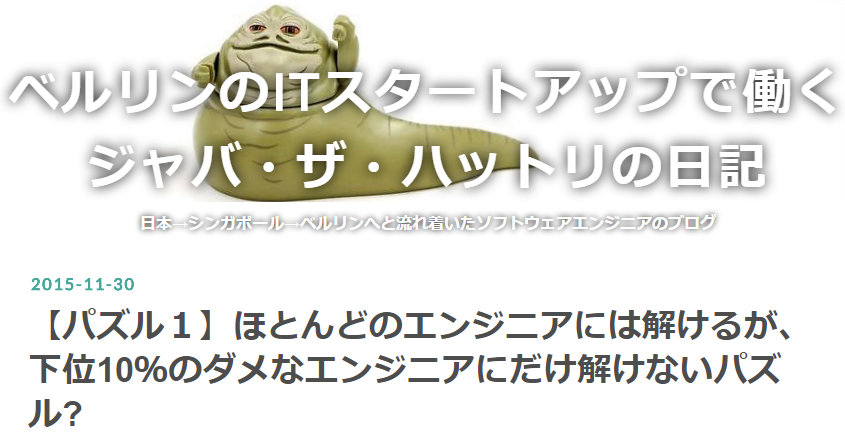 ベルリンのITスタートアップで働く
ジャバ・ザ・ハットリの日記
日本→シンガポール→ベルリンへと流れ着いたソフトウェアエンジニアのブログ
2015-11-30
【パズル１】ほとんどのエンジニアには解けるが、
下位10％のダメなエンジニアにだけ解けないパズ
ル?